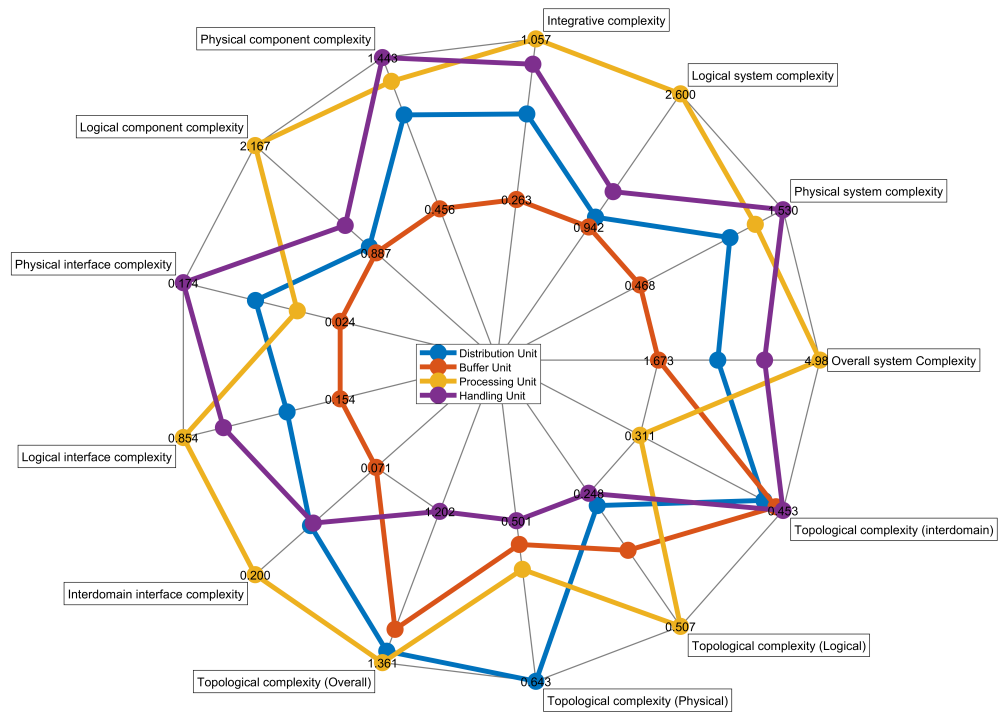 Integrative complexity
1.057
Physical component complexity
1.443
Logical system complexity
2.600
Logical component complexity
2.167
Physical system complexity
1.530
0.456
0.263
0.942
0.887
Physical interface complexity
0.174
0.468
0.024
Distribution Unit
Buffer Unit
Processing Unit
Handling Unit
1.673
4.98
Overall system Complexity
0.154
0.854
Logical interface complexity
0.311
0.071
0.248
1.202
0.501
0.453
Topological complexity (interdomain)
0.200
Interdomain interface complexity
0.507
Topological complexity (Logical)
1.361
Topological complexity (Overall)
0.643
Topological complexity (Physical)